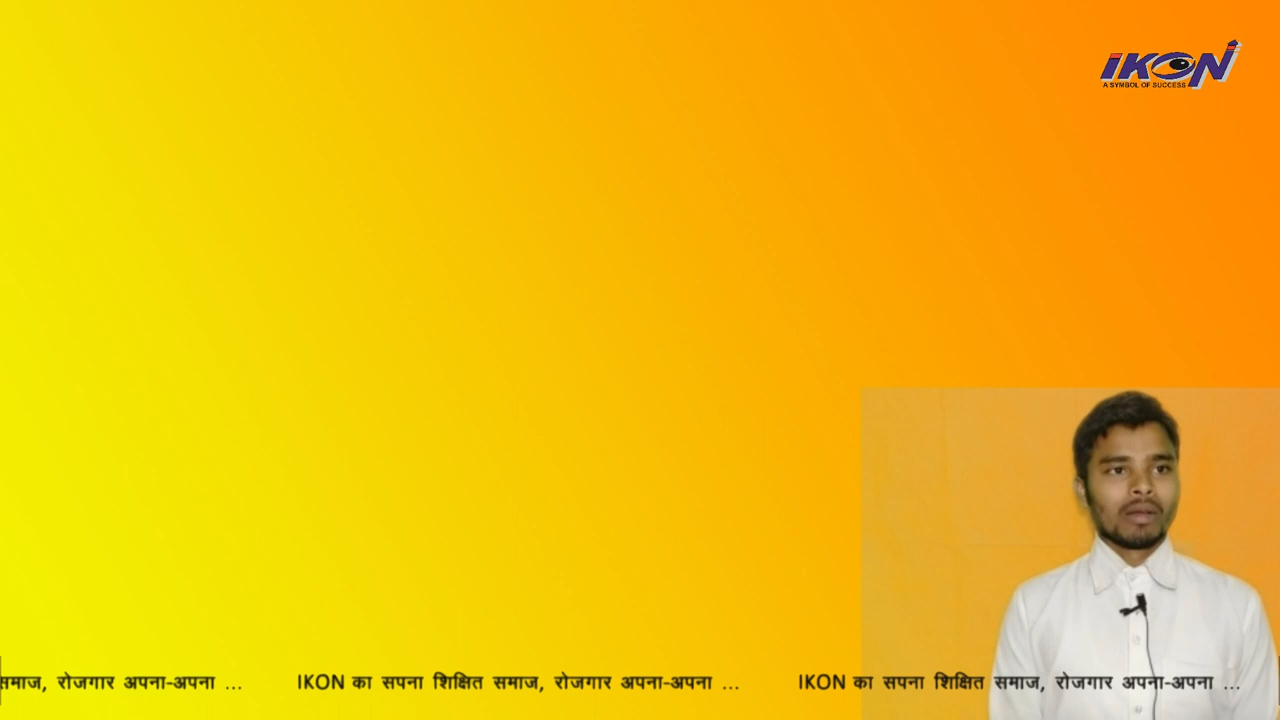 IKON
A SYMBOL OF SUCCESS
समाज, रोजगार अपना-अपना ... IKON का सपना शिक्षित समाज, रोजगार अपना-अपना ... IKON का सपना शिक्षित समाज, रोजगार अपना-अपना ...